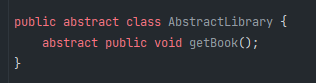 public abstract class AbstractLibrary {
    abstract public void getBook();
}